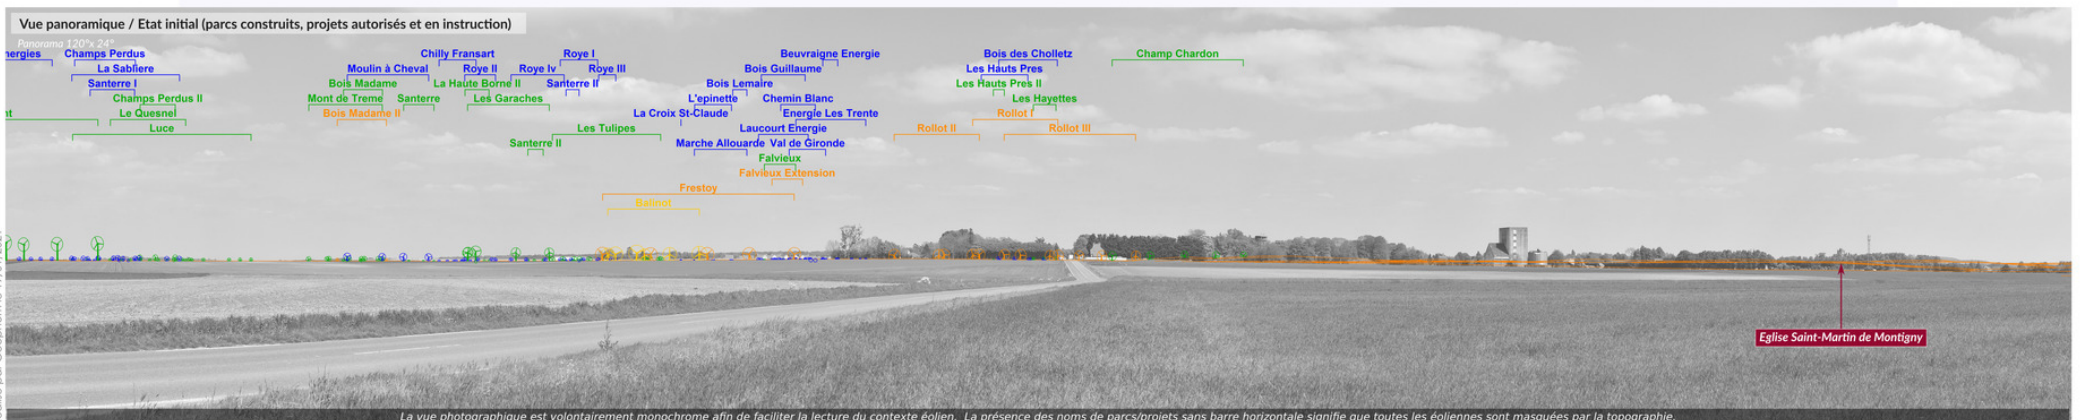 Vue panoramique / Etat initial (parcs construits, projets autorisés et en instruction)
Panorama 120°x 24°
nergies Champs Perdus Chilly Fransart Roye I Beuvraigne Energie Bois des Cholletz Champ Chardon
La Sablière Moulin à Cheval Roye II Roye Iv Roye III Bois Guillaume Les Hauts Pres
Santerre I Bois Madame La Haute Borne II Santerre II Bois Lemaire Les Hauts Pres II
Champs Perdus II Mont de Treme Santerre Les Garaches L'epinette Chemin Blanc Les Hayettes
nt Le Quesnel Bois Madame II La Croix St-Claude Energie Les Trente Rollot I
Luce Les Tulipes Laucourt Energie Rollot II Rollot III
Santerre II Marche Allouarde Val de Gironde
Falvieux
Falvieux Extension
Frestoy
Balinot
Eglise Saint-Martin de Montigny
La vue photographique est volontairement monochrome afin de faciliter la lecture du contexte éolien. La présence des noms de parcs/projets sans barre horizontale signifie que toutes les éoliennes sont masquées par la topographie.